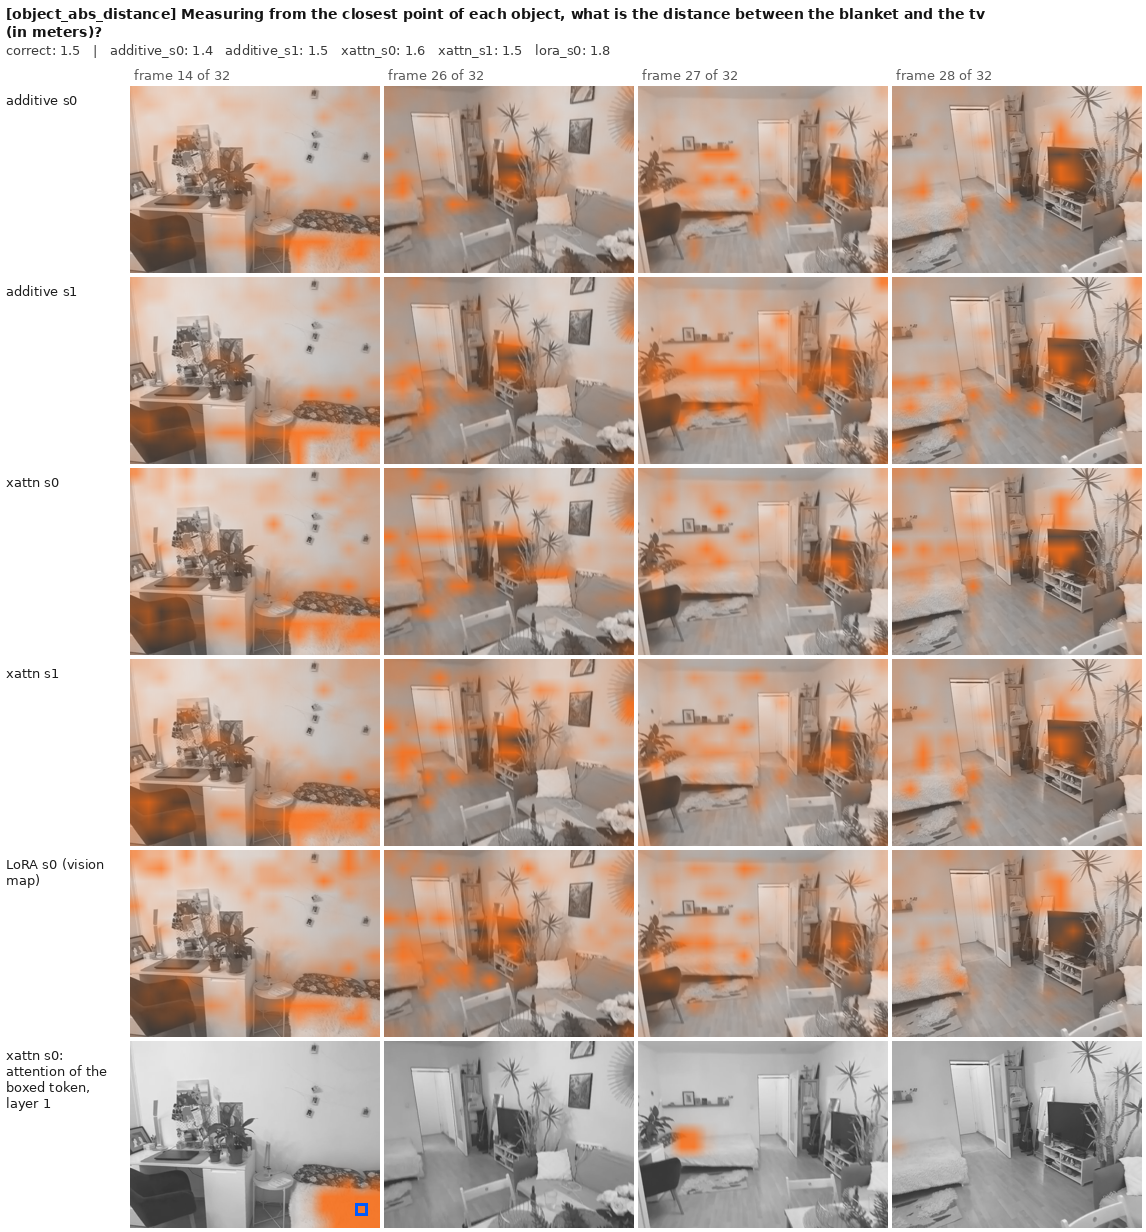 [object_abs_distance] Measuring from the closest point of each object, what is the distance between the blanket and the tv
(in meters)?
correct: 1.5 | additive_s0: 1.4 additive_s1: 1.5 xattn_s0: 1.6 xattn_s1: 1.5 lora_s0: 1.8
frame 14 of 32 frame 26 of 32 frame 27 of 32 frame 28 of 32
additive s0
additive s1
xattn s0
xattn s1
LoRA s0 (vision
map)
xattn s0:
attention of the
boxed token,
layer 1